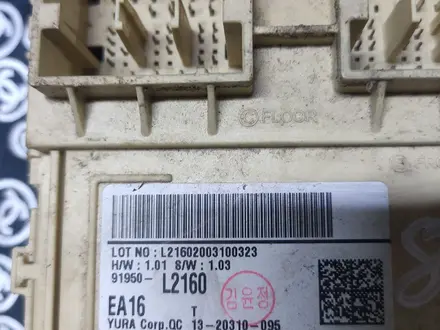 FLOOR
LOT NO : L21602003100323
H/W : 1.01 S/W : 1.03
91950- L2160
EA16 T
YURA Corp.QC 13-20310-095
김윤정